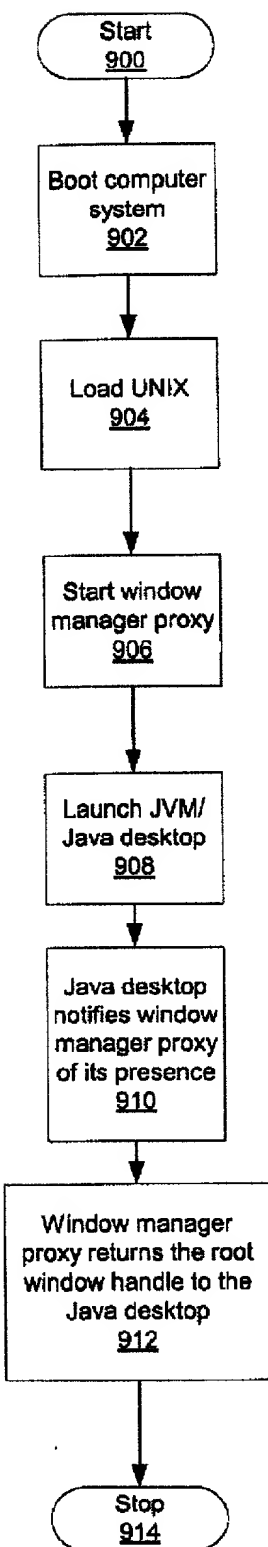 Start
900
Boot computer
system
902
Load UNIX
904
Start window
manager proxy
906
Launch JVM/
Java desktop
908
Java desktop
notifies window
manager proxy
of its presence
910
Window manager
proxy returns the root
window handle to the
Java desktop
912
Stop
914